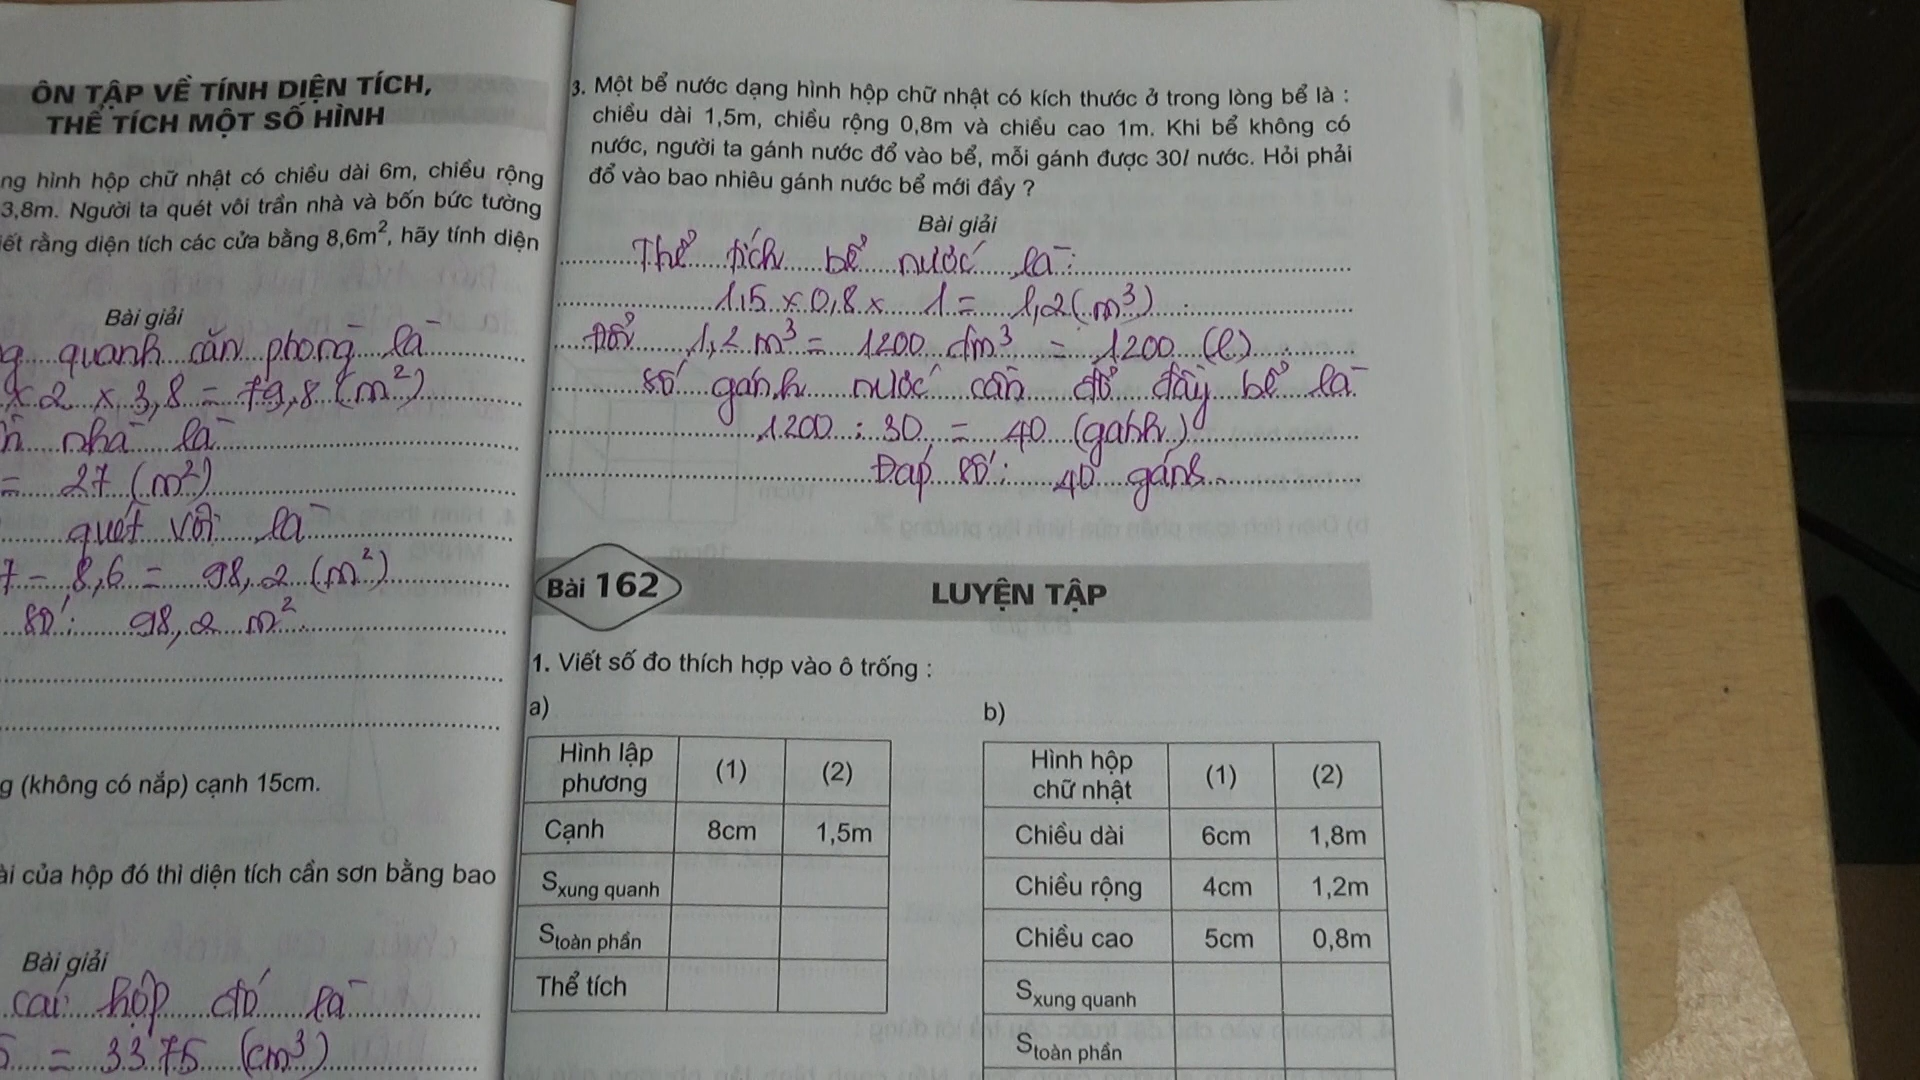 ÔN TẬP VỀ TÍNH DIỆN TÍCH,
THỂ TÍCH MỘT SỐ HÌNH
ng hình hộp chữ nhật có chiều dài 6m, chiều rộng
3,8m. Người ta quét vôi trần nhà và bốn bức tường
iết rằng diện tích các cửa bằng 8,6m², hãy tính diện
Bài giải
g quanh căn phòng là
x 2 x 3,8 = 79,8 (m²)
n nhà là
= 27 (m²)
quét vôi là
7 - 8,6 = 98,2 (m²)
số: 98,2 m²
g (không có nắp) cạnh 15cm.
ài của hộp đó thì diện tích cần sơn bằng bao
Bài giải
cái hộp đó là
5 = 3375 (cm³)
3. Một bể nước dạng hình hộp chữ nhật có kích thước ở trong lòng bể là :
chiều dài 1,5m, chiều rộng 0,8m và chiều cao 1m. Khi bể không có
nước, người ta gánh nước đổ vào bể, mỗi gánh được 30l nước. Hỏi phải
đổ vào bao nhiêu gánh nước bể mới đầy ?
Bài giải
Thể tích bể nước là:
1,5 x 0,8 x 1 = 1,2 (m³)
Đổi 1,2 m³ = 1200 dm³ = 1200 (l)
Số gánh nước cần đổ đầy bể là
1200 : 30 = 40 (gánh)
Đáp số: 40 gánh
Bài 162 LUYỆN TẬP
1. Viết số đo thích hợp vào ô trống :
a)
Hình lập phương (1) (2)
Cạnh 8cm 1,5m
Sxung quanh
Stoàn phần
Thể tích
b)
Hình hộp chữ nhật (1) (2)
Chiều dài 6cm 1,8m
Chiều rộng 4cm 1,2m
Chiều cao 5cm 0,8m
Sxung quanh
Stoàn phần